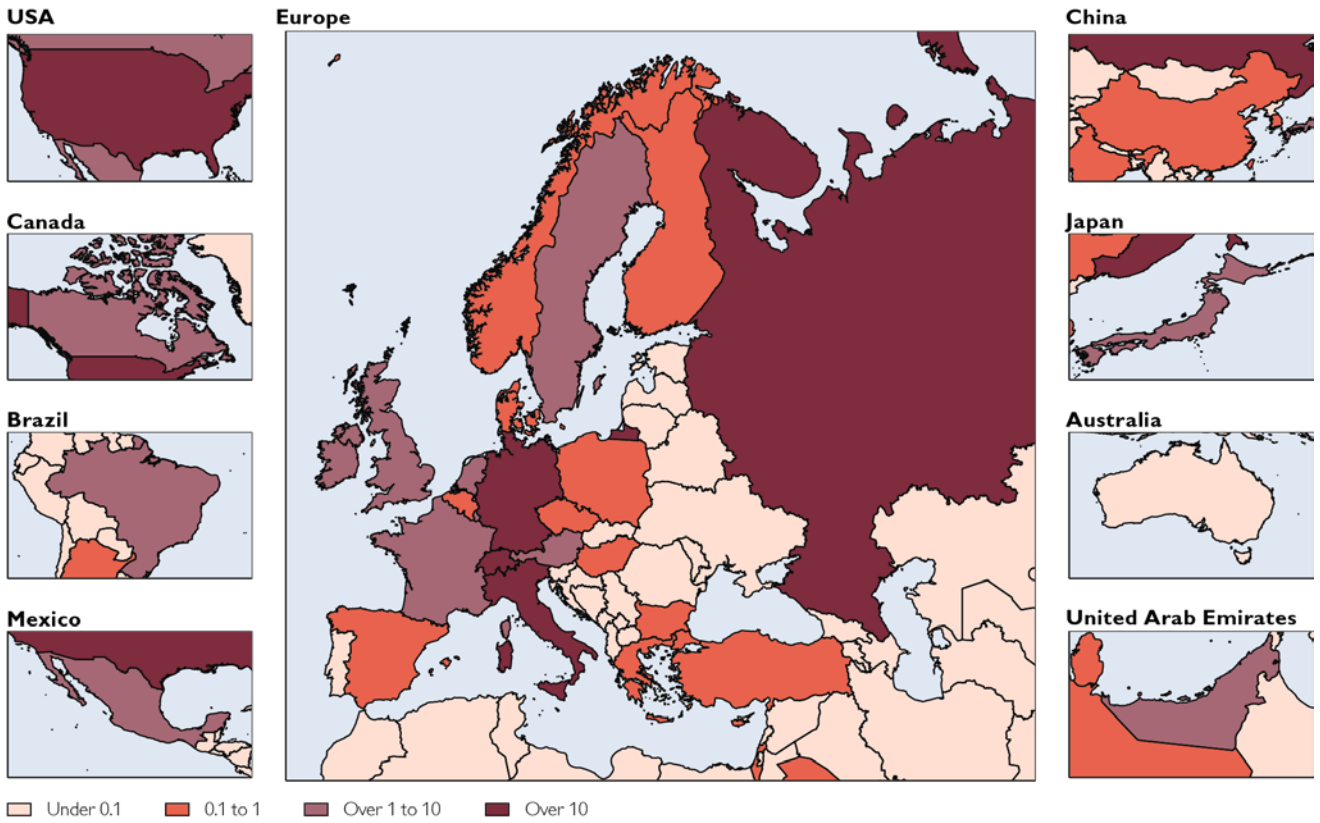 USA
Europe
China
Canada
Japan
Brazil
Australia
Mexico
United Arab Emirates
Under 0.1
0.1 to 1
Over 1 to 10
Over 10